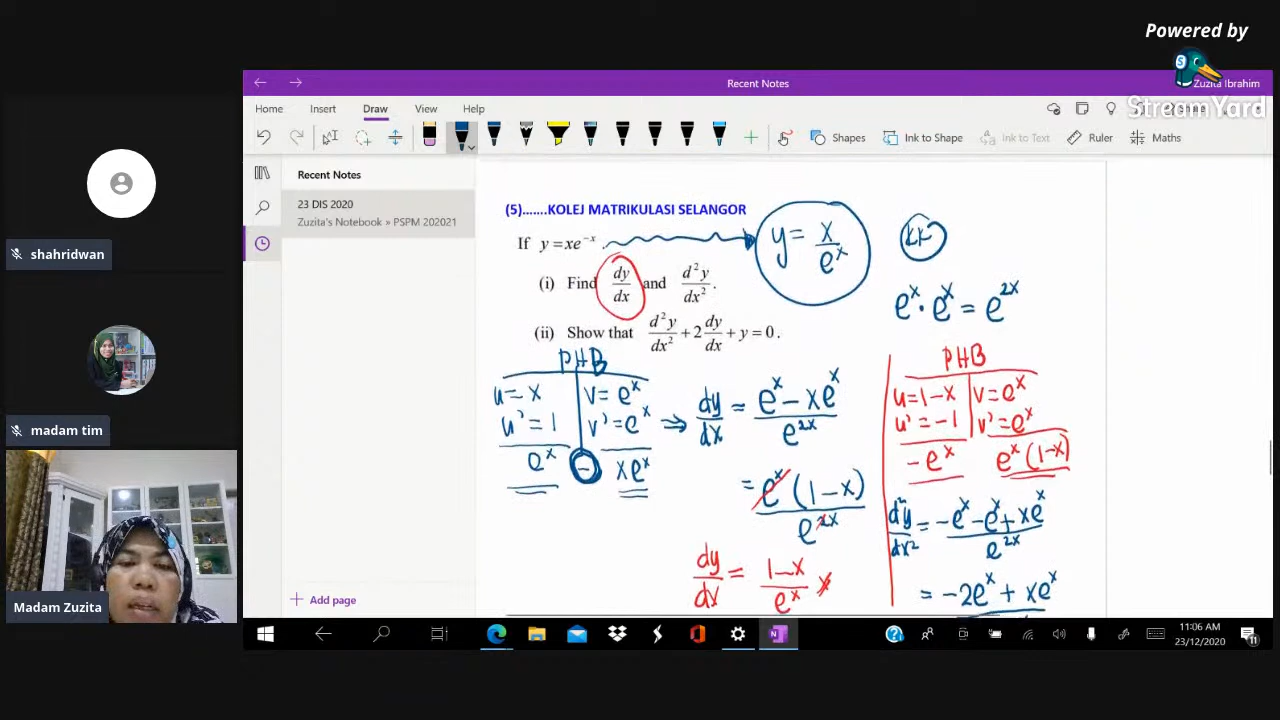 Powered by
StreamYard
Recent Notes
Zuzita Ibrahim
Home Insert Draw View Help
Shapes Ink to Shape Ink to Text Ruler Maths
Recent Notes
23 DIS 2020
Zuzita's Notebook » PSPM 202021
Add page
shahridwan
madam tim
Madam Zuzita
(5).......KOLEJ MATRIKULASI SELANGOR
If y = xe^{-x}
y = x/e^x
(i) Find dy/dx and d²y/dx².
e^x · e^x = e^{2x}
(ii) Show that d²y/dx² + 2 dy/dx + y = 0.
PHB
u = x v = e^x
u' = 1 v' = e^x
e^x - xe^x
⇒ dy/dx = (e^x - xe^x)/e^{2x}
= e^x(1-x)/e^{2x}
dy/dx = (1-x)/e^x
PHB
u = 1-x v = e^x
u' = -1 v' = e^x
-e^x e^x(1-x)
d²y/dx² = (-e^x - e^x + xe^x)/e^{2x}
= -2e^x + xe^x
11:06 AM
23/12/2020